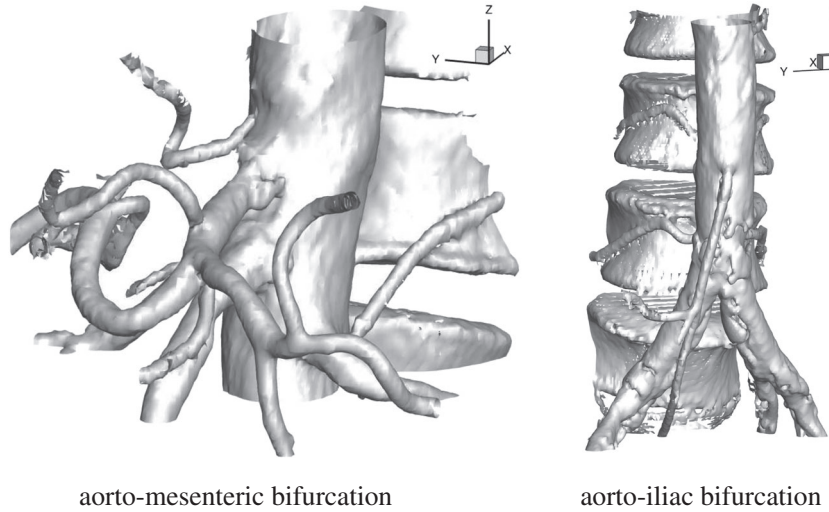 Z
Y
X
X
Y
aorto-mesenteric bifurcation
aorto-iliac bifurcation